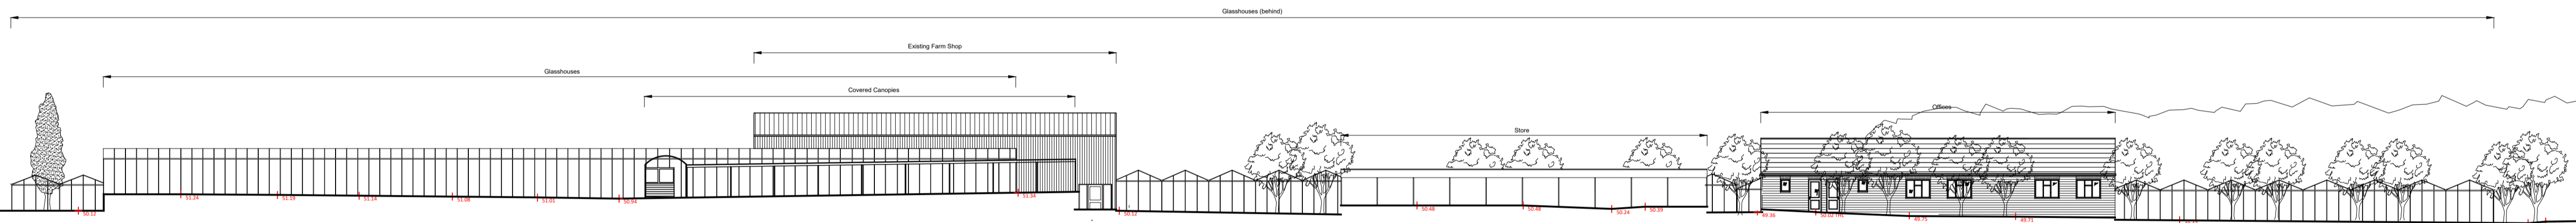 Glasshouses (behind)
Existing Farm Shop
Glasshouses
Covered Canopies
Offices
Store
51.24
51.19
51.14
51.08
51.01
50.94
51.34
50.12
50.12
50.48
50.48
50.24
50.39
49.36
50.02
49.75
49.71